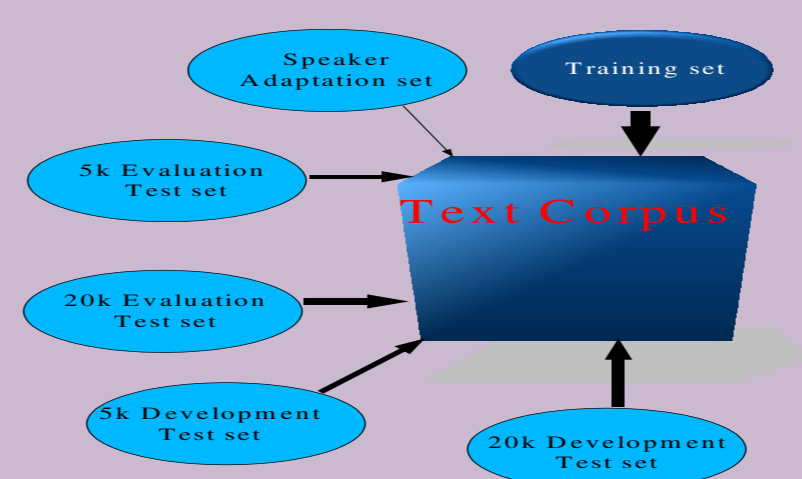 Speaker
Adaptation set
Training set
5k Evaluation
Test set
Text Corpus
20k Evaluation
Test set
5k Development
Test set
20k Development
Test set